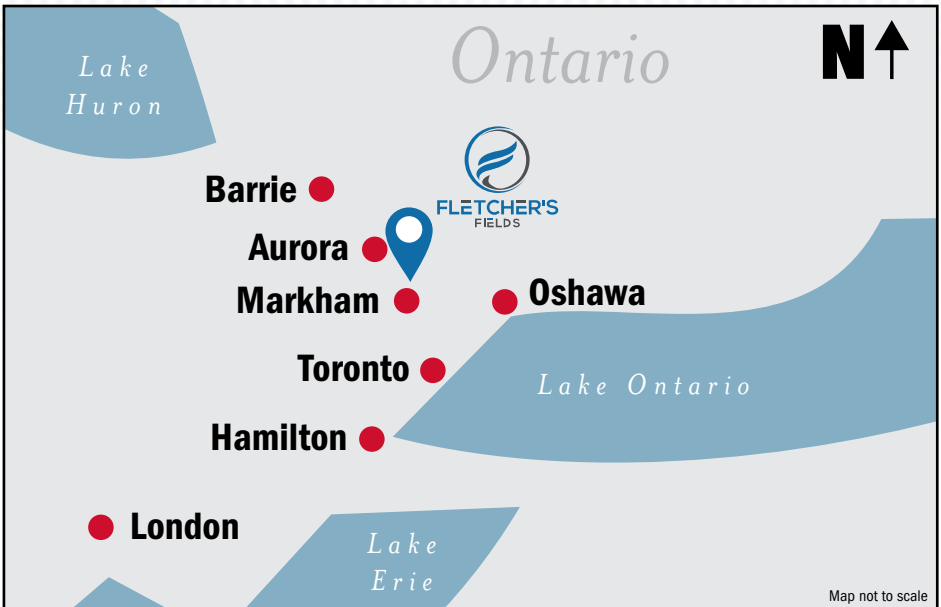 Ontario
N
Lake
Huron
FLETCHER'S
FIELDS
Barrie
Aurora
Markham
Oshawa
Toronto
Lake Ontario
Hamilton
London
Lake
Erie
Map not to scale